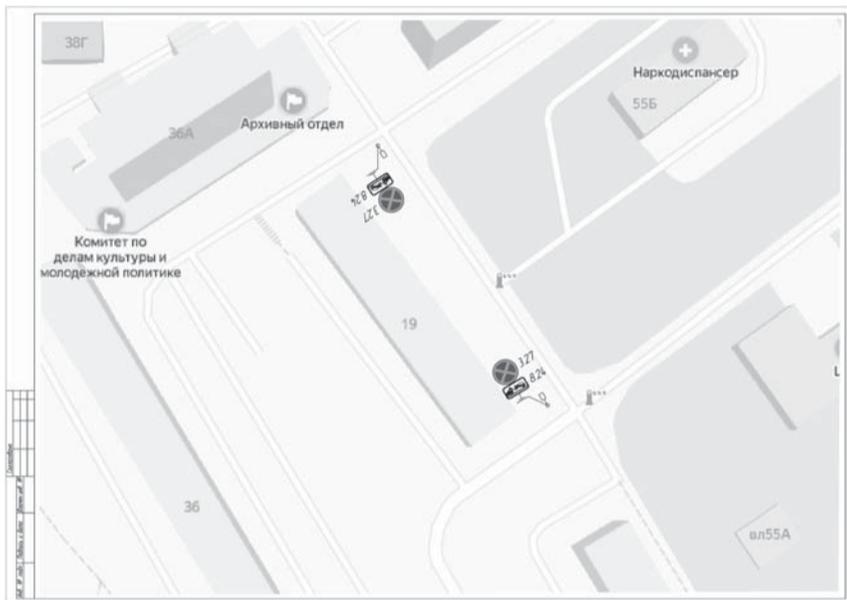 38Г
Наркодиспансер
55Б
Архивный отдел
36А
8.24
3.27
Комитет по
делам культуры и
молодежной политике
19
3.27
8.24
36
вл55А